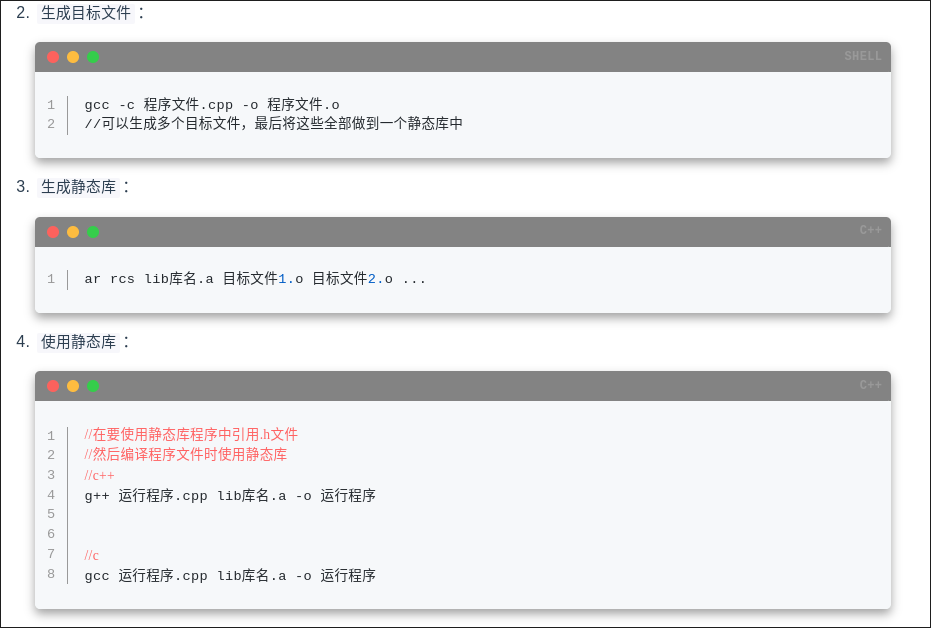 2. 生成目标文件：
SHELL
1 gcc -c 程序文件.cpp -o 程序文件.o
2 //可以生成多个目标文件，最后将这些全部做到一个静态库中
3. 生成静态库：
C++
1 ar rcs lib库名.a 目标文件1.o 目标文件2.o ...
4. 使用静态库：
C++
1 //在要使用静态库程序中引用.h文件
2 //然后编译程序文件时使用静态库
3 //c++
4 g++ 运行程序.cpp lib库名.a -o 运行程序
5
6
7 //c
8 gcc 运行程序.cpp lib库名.a -o 运行程序